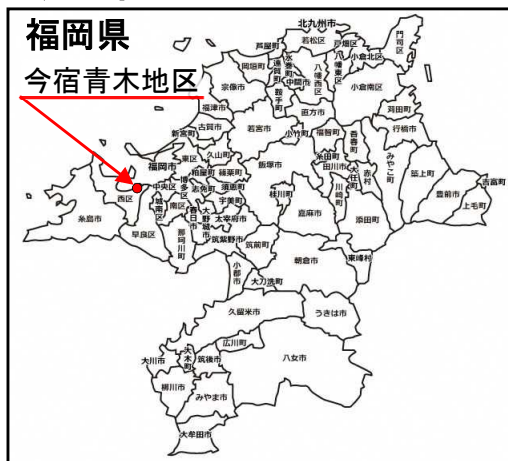 福岡県
今宿青木地区
北九州市
門司区
芦屋町
若松区
戸畑区
小倉北区
水巻町
遠賀町
岡垣町
八幡西区
八幡東区
中間市
小倉南区
宗像市
鞍手町
苅田町
福津市
直方市
行橋市
古賀市
宮若市
小竹町
福智町
香春町
みやこ町
新宮町
築上町
吉富町
福岡市
東区
久山町
飯塚市
糸田町
田川市
大任町
赤村
豊前市
上毛町
中央区
博多区
粕屋町
篠栗町
志免町
須恵町
宇美町
桂川町
川崎町
西区
城南区
南区
糸島市
春日市
大野城市
太宰府市
嘉麻市
添田町
早良区
那珂川町
筑紫野市
筑前町
朝倉市
東峰村
小郡市
大刀洗町
久留米市
うきは市
広川町
大川市
大木町
筑後市
八女市
柳川市
みやま市
大牟田市